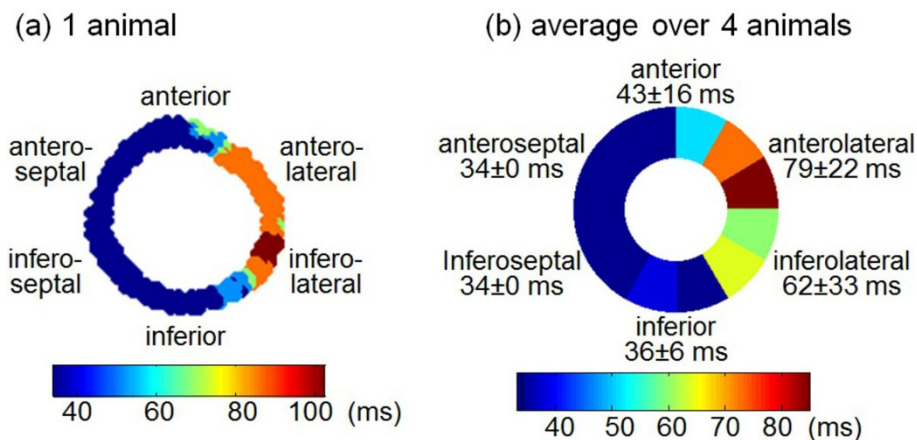 (a) 1 animal
anterior
antero-
septal
antero-
lateral
infero-
septal
infero-
lateral
inferior
40 60 80 100 (ms)
(b) average over 4 animals
anterior
43±16 ms
anteroseptal
34±0 ms
anterolateral
79±22 ms
Inferoseptal
34±0 ms
inferolateral
62±33 ms
inferior
36±6 ms
40 50 60 70 80 (ms)